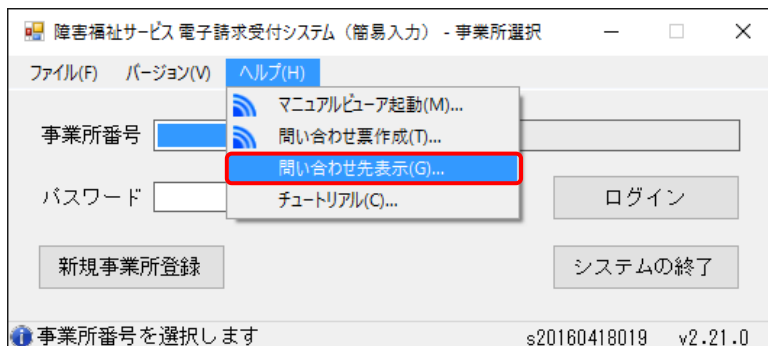 障害福祉サービス 電子請求受付システム（簡易入力） - 事業所選択
ファイル(F) バージョン(V) ヘルプ(H)
マニュアルビューア起動(M)...
事業所番号
問い合わせ票作成(T)...
問い合わせ先表示(G)...
パスワード
チュートリアル(C)...
ログイン
新規事業所登録
システムの終了
事業所番号を選択します
s20160418019 v2.21.0